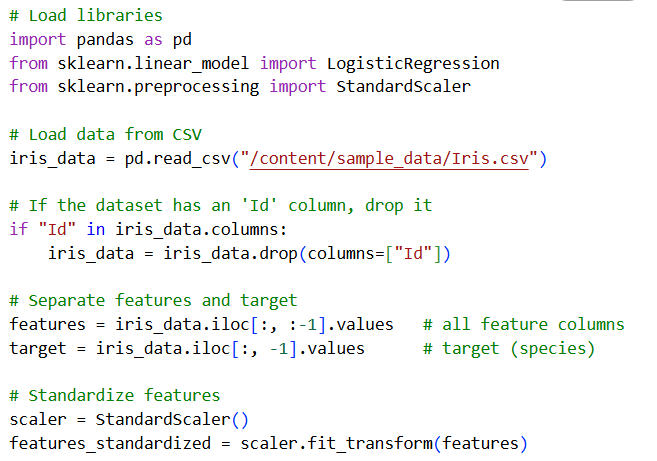 # Load libraries
import pandas as pd
from sklearn.linear_model import LogisticRegression
from sklearn.preprocessing import StandardScaler
# Load data from CSV
iris_data = pd.read_csv("/content/sample_data/Iris.csv")
# If the dataset has an 'Id' column, drop it
if "Id" in iris_data.columns:
    iris_data = iris_data.drop(columns=["Id"])
# Separate features and target
features = iris_data.iloc[:, :-1].values   # all feature columns
target = iris_data.iloc[:, -1].values      # target (species)
# Standardize features
scaler = StandardScaler()
features_standardized = scaler.fit_transform(features)